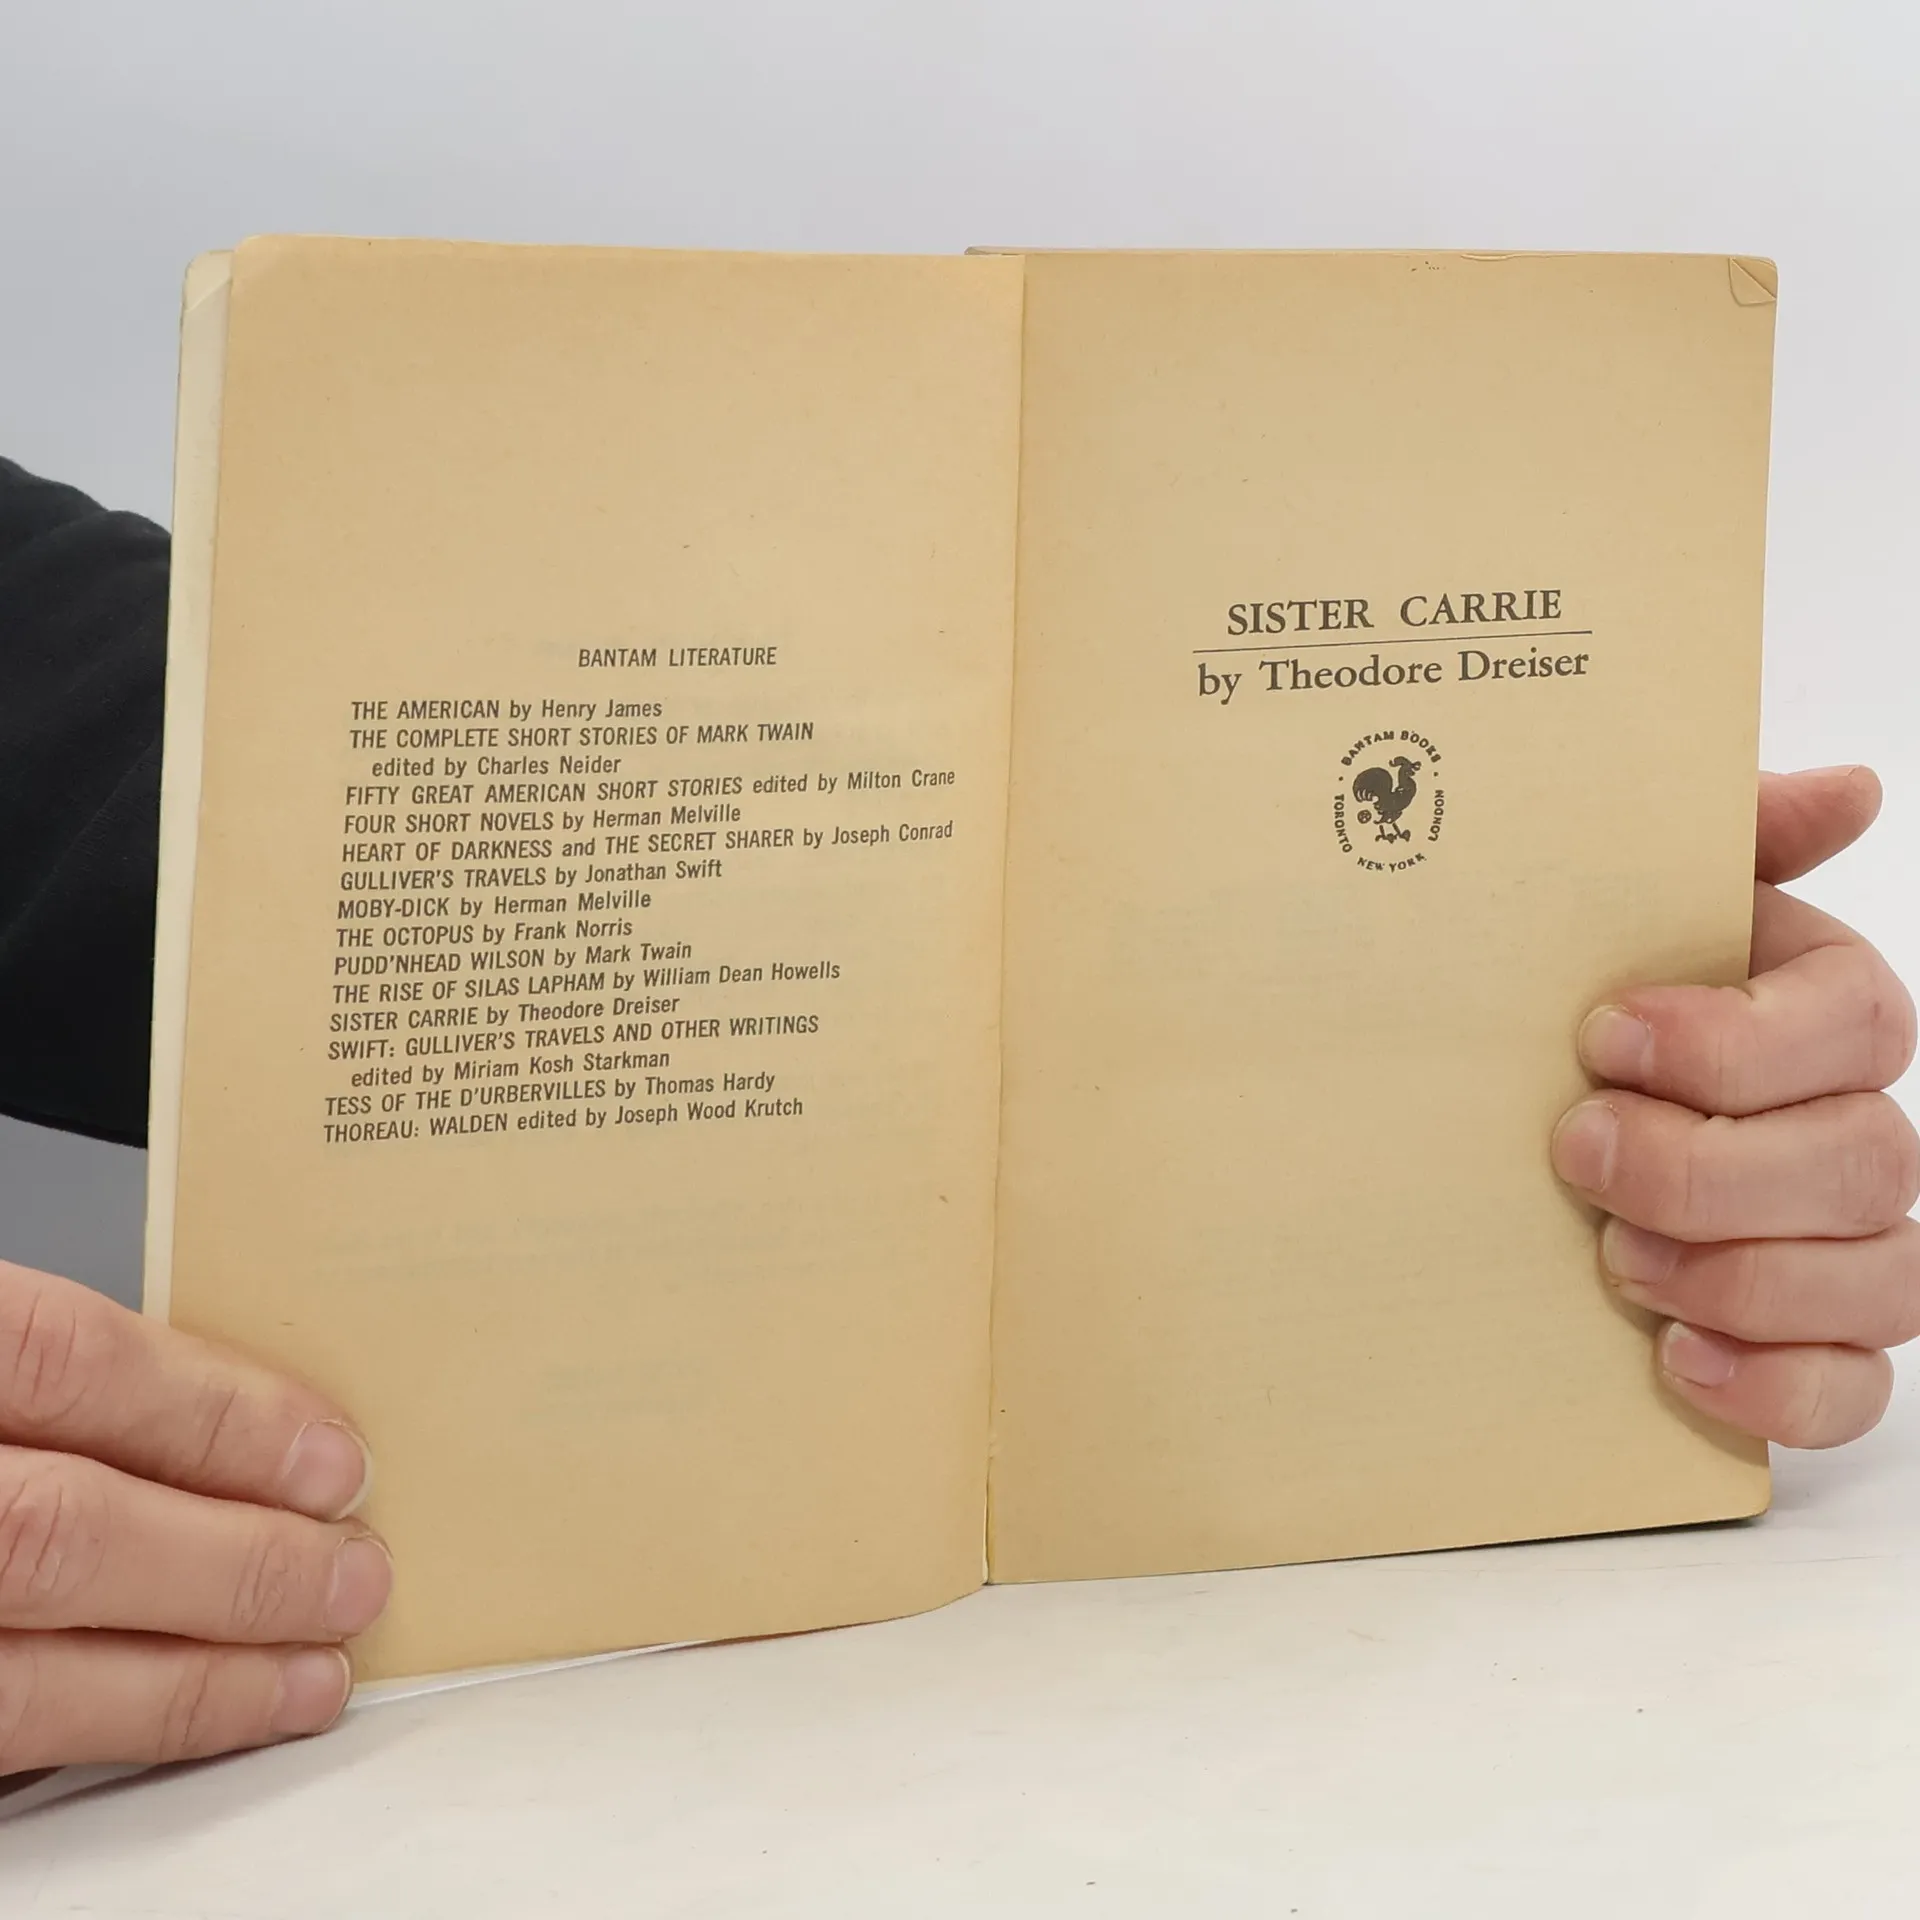 BANTAM LITERATURE
THE AMERICAN by Henry James
THE COMPLETE SHORT STORIES OF MARK TWAIN
edited by Charles Neider
FIFTY GREAT AMERICAN SHORT STORIES edited by Milton Crane
FOUR SHORT NOVELS by Herman Melville
HEART OF DARKNESS and THE SECRET SHARER by Joseph Conrad
GULLIVER'S TRAVELS by Jonathan Swift
MOBY-DICK by Herman Melville
THE OCTOPUS by Frank Norris
PUDD'NHEAD WILSON by Mark Twain
THE RISE OF SILAS LAPHAM by William Dean Howells
SISTER CARRIE by Theodore Dreiser
SWIFT: GULLIVER'S TRAVELS AND OTHER WRITINGS
edited by Miriam Kosh Starkman
TESS OF THE D'URBERVILLES by Thomas Hardy
THOREAU: WALDEN edited by Joseph Wood Krutch
SISTER CARRIE
by Theodore Dreiser
BANTAM BOOKS
®
TORONTO · NEW YORK · LONDON